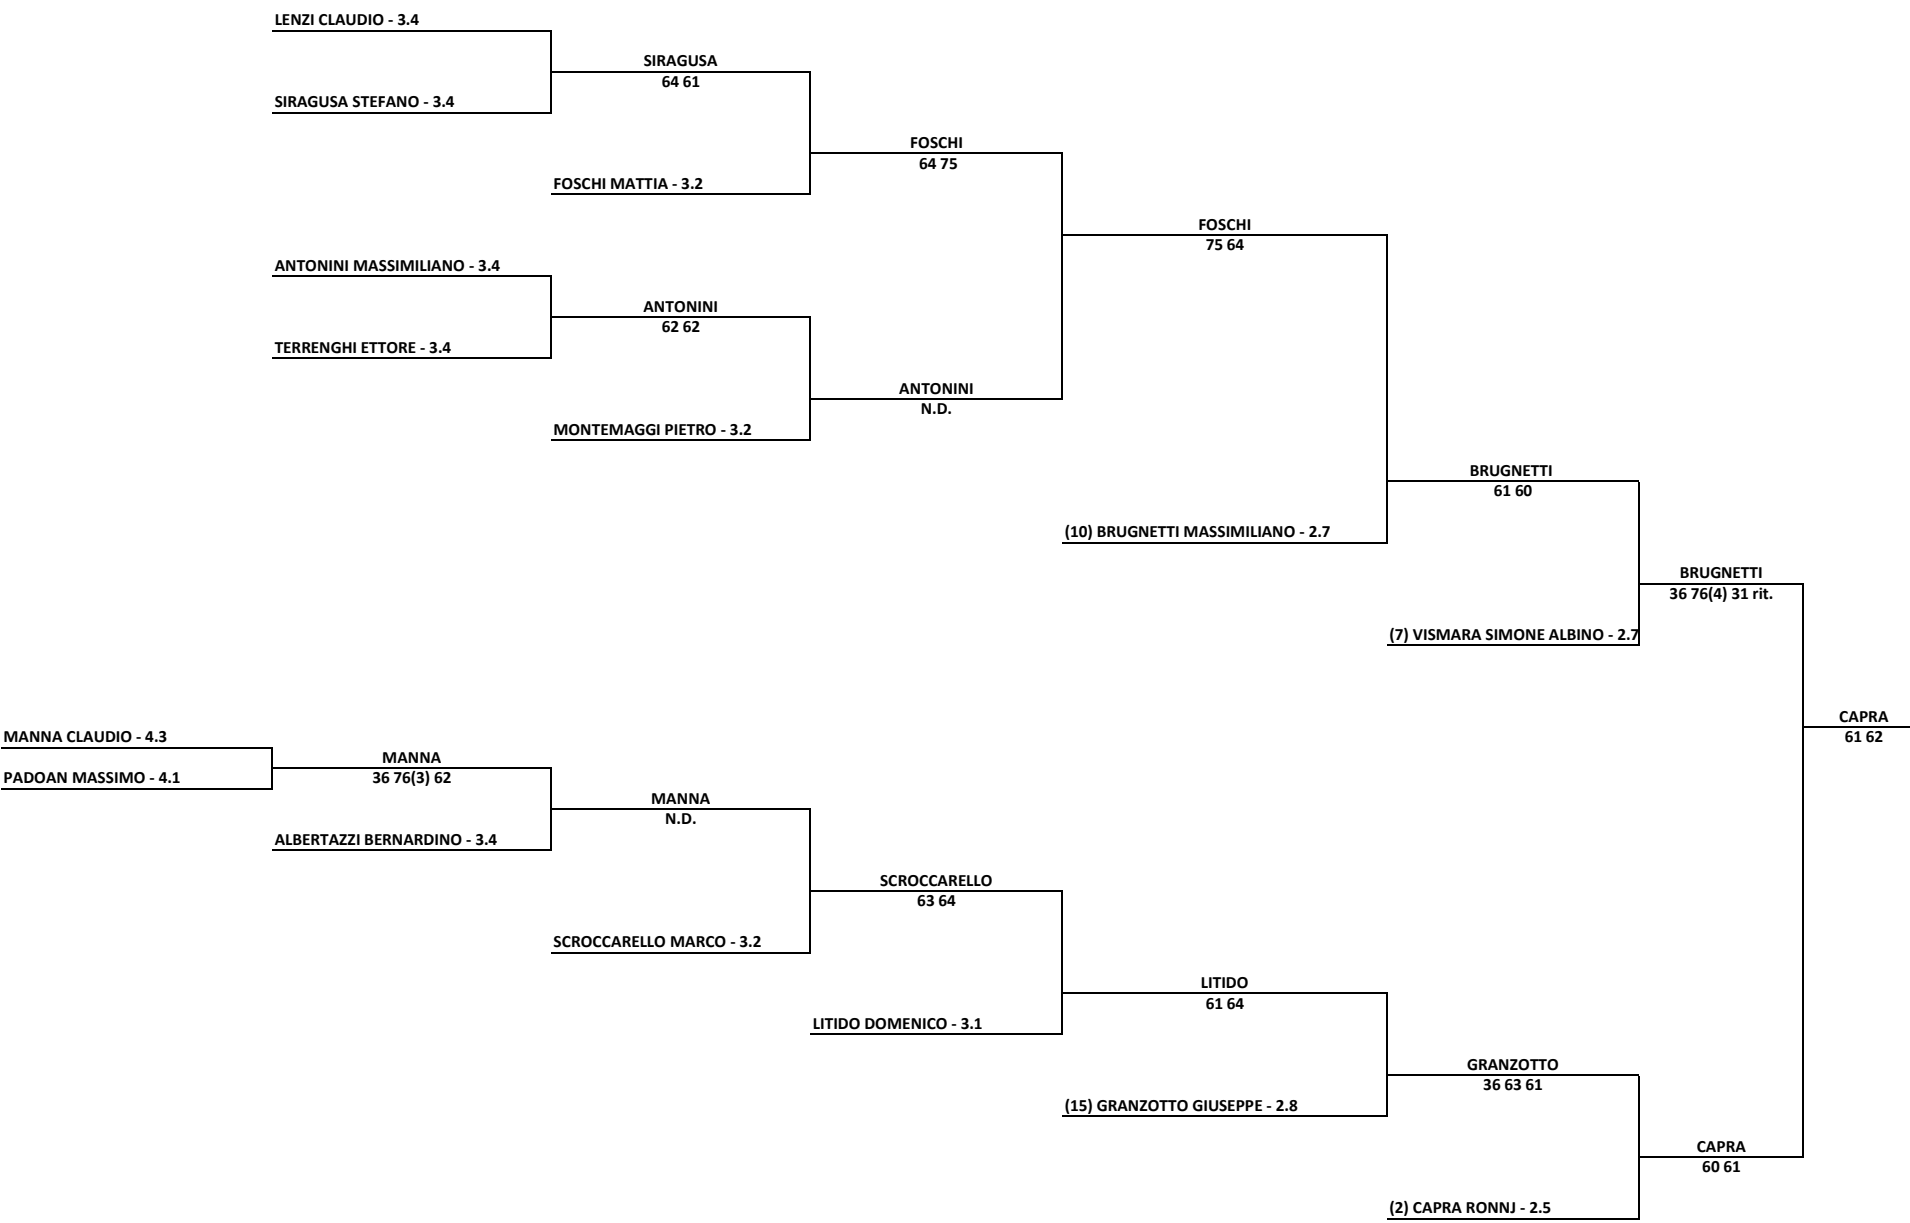 LENZI CLAUDIO - 3.4
SIRAGUSA
64 61
SIRAGUSA STEFANO - 3.4
FOSCHI
64 75
FOSCHI MATTIA - 3.2
FOSCHI
75 64
ANTONINI MASSIMILIANO - 3.4
ANTONINI
62 62
TERRENGHI ETTORE - 3.4
ANTONINI
N.D.
MONTEMAGGI PIETRO - 3.2
BRUGNETTI
61 60
(10) BRUGNETTI MASSIMILIANO - 2.7
BRUGNETTI
36 76(4) 31 rit.
(7) VISMARA SIMONE ALBINO - 2.7
CAPRA
61 62
MANNA CLAUDIO - 4.3
MANNA
36 76(3) 62
PADOAN MASSIMO - 4.1
MANNA
N.D.
ALBERTAZZI BERNARDINO - 3.4
SCROCCARELLO
63 64
SCROCCARELLO MARCO - 3.2
LITIDO
61 64
LITIDO DOMENICO - 3.1
GRANZOTTO
36 63 61
(15) GRANZOTTO GIUSEPPE - 2.8
CAPRA
60 61
(2) CAPRA RONNJ - 2.5